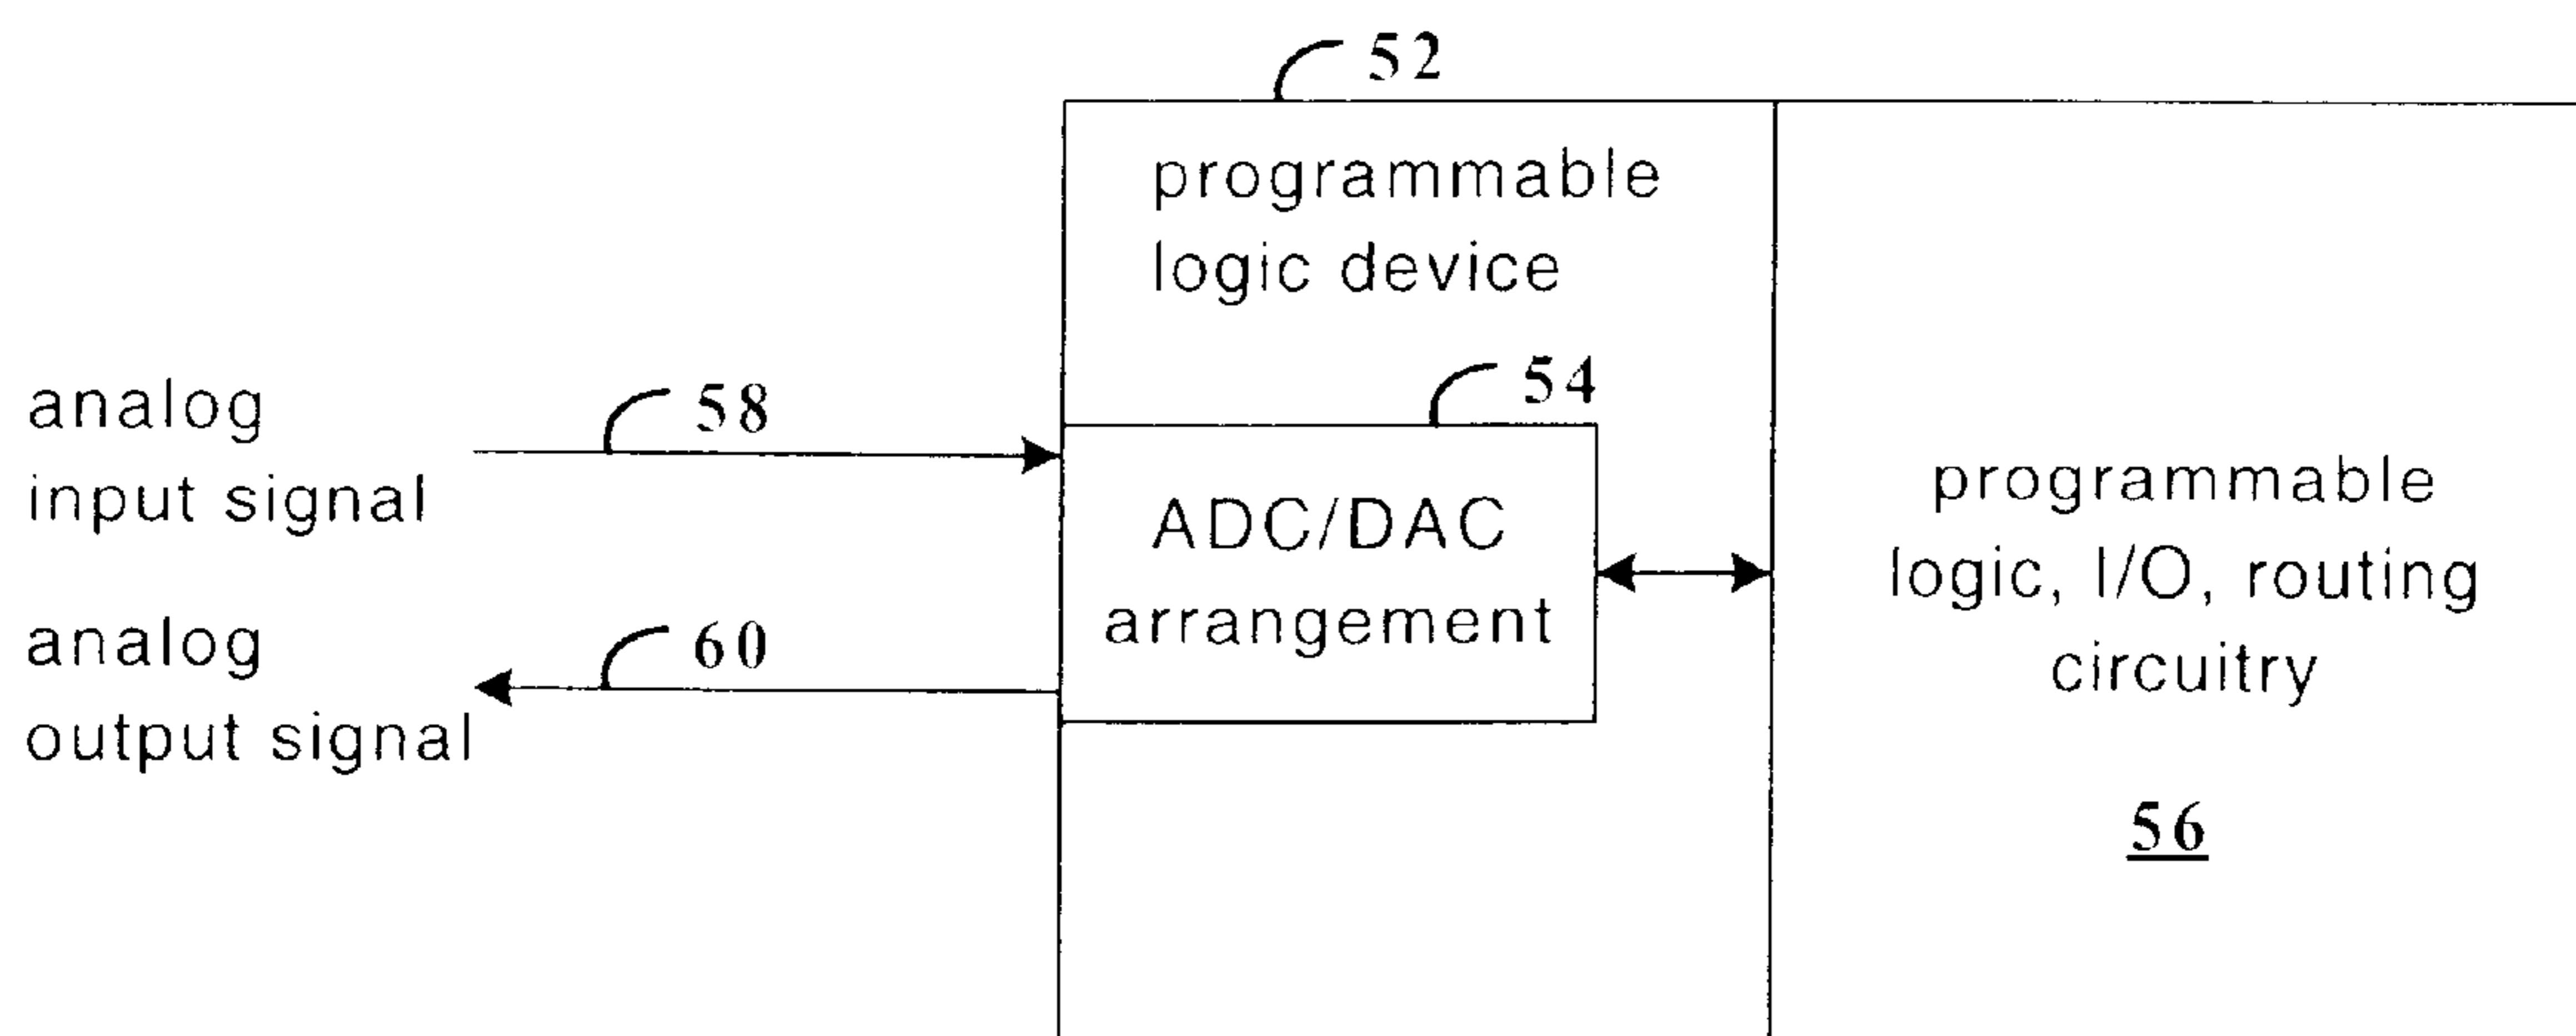 52
programmable
logic device
54
analog
input signal
58
ADC/DAC
arrangement
analog
output signal
60
programmable
logic, I/O, routing
circuitry
56